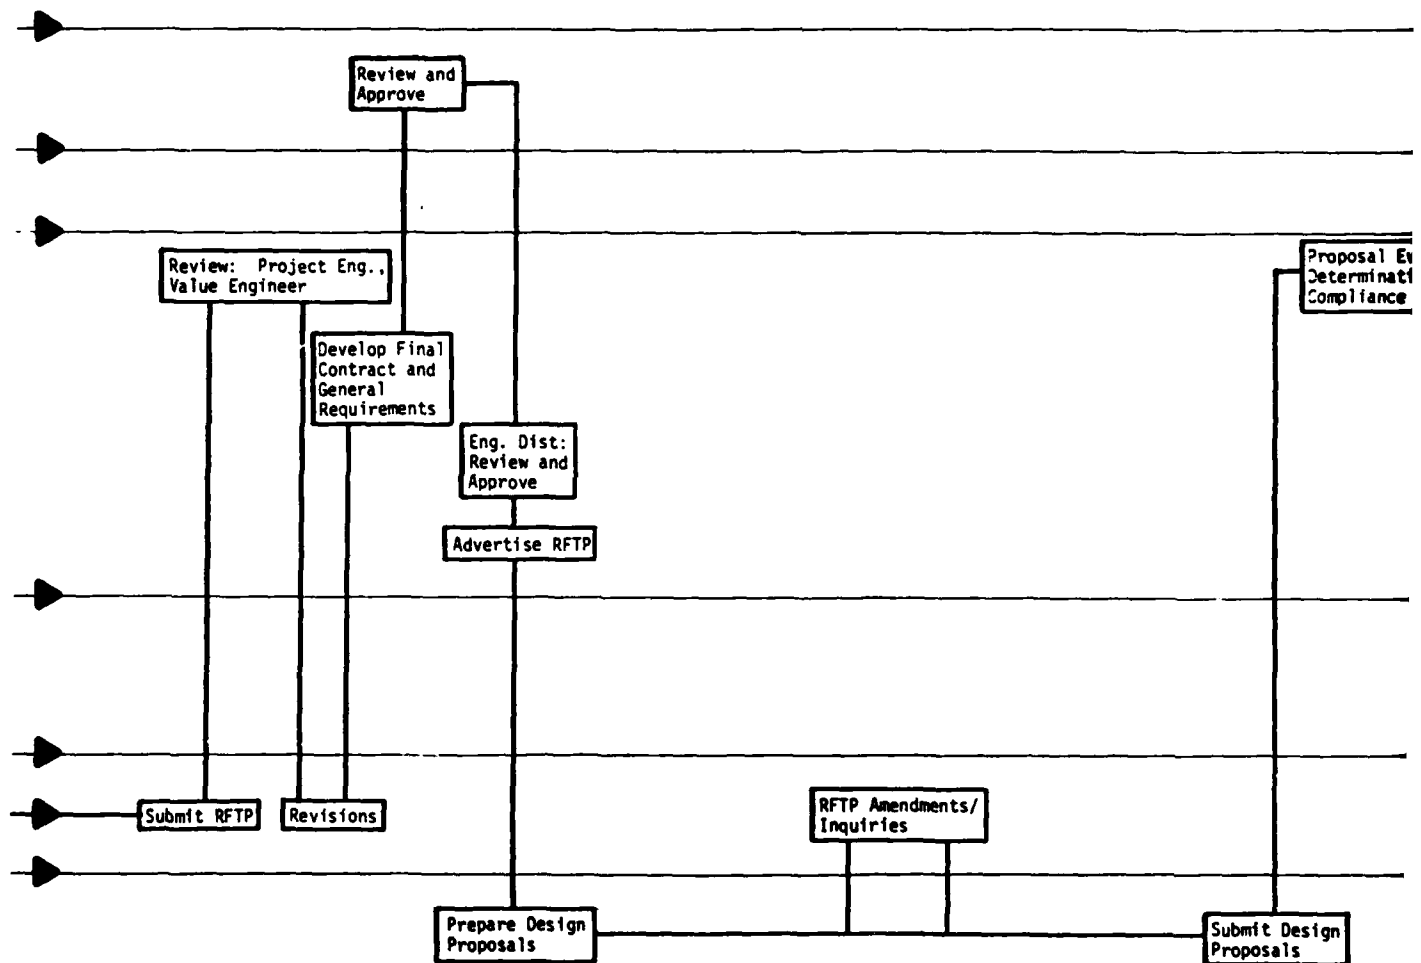 Review and
Approve
Review: Project Eng.,
Value Engineer
Proposal
Compliance
Develop Final
Contract and
General
Requirements
Eng. Dist:
Review and
Approve
Advertise RFTP
Submit RFTP
Revisions
RFTP Amendments/
Inquiries
Prepare Design
Proposals
Submit Design
Proposals